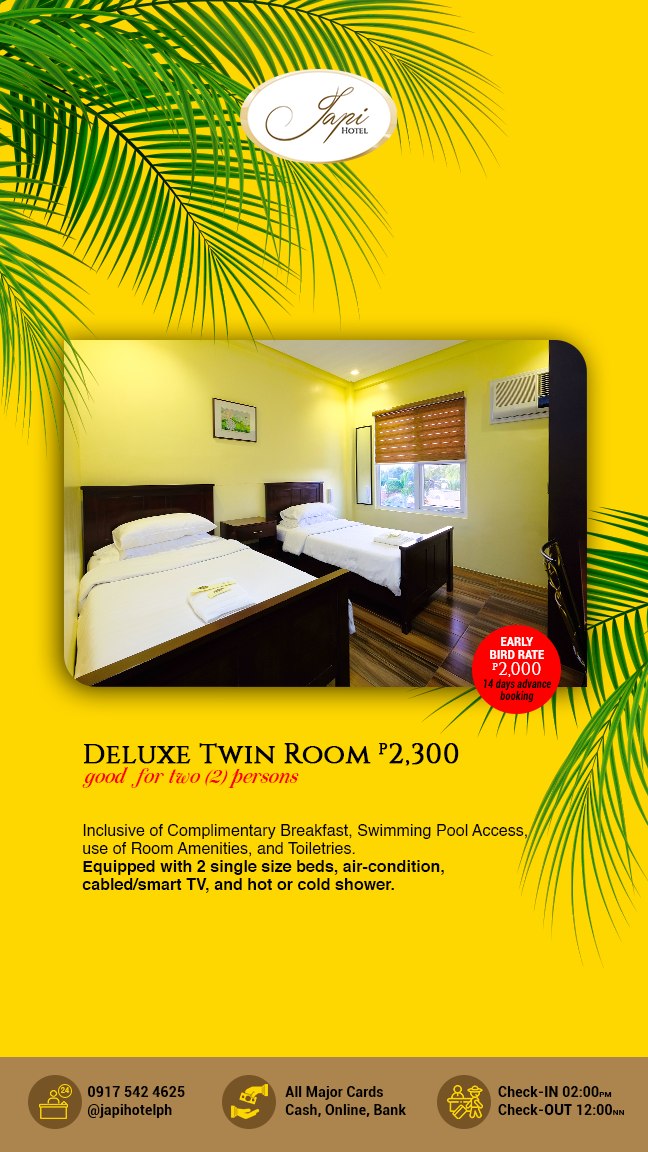 Japi
HOTEL
EARLY
BIRD RATE
₱2,000
14 days advance
booking
DELUXE TWIN ROOM ₱2,300
good for two (2) persons
Inclusive of Complimentary Breakfast, Swimming Pool Access,
use of Room Amenities, and Toiletries.
Equipped with 2 single size beds, air-condition,
cabled/smart TV, and hot or cold shower.
24
0917 542 4625
@japihotelph
All Major Cards
Cash, Online, Bank
Check-IN 02:00PM
Check-OUT 12:00NN